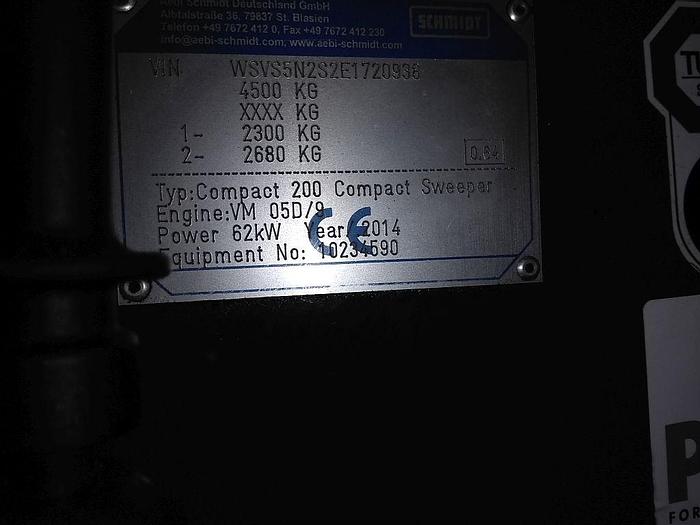 Aebi Schmidt Deutschland GmbH
Albtalstraße 36, 79837 St. Blasien
Telefon +49 7672 412 0, Fax +49 7672 412 230
info@aebi-schmidt.com, www.aebi-schmidt.com
SCHMIDT
VIN WSVS5N2S2E1720936
4500 KG
XXXX KG
1- 2300 KG
2- 2680 KG
0.64
Typ:Compact 200 Compact Sweeper
Engine:VM 05D/9
Power 62kW Year/2014
Equipment No: 10234590
CE
FOR